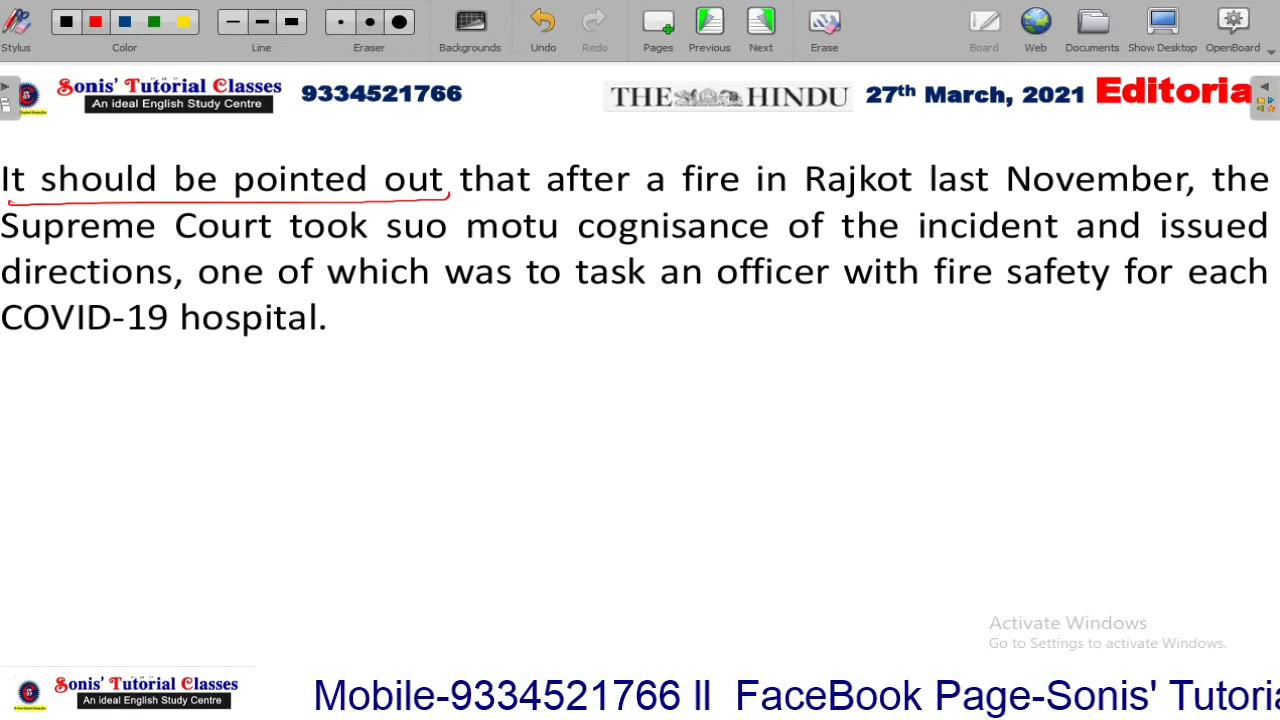 Stylus
Color
Line
Eraser
Backgrounds
Undo
Redo
Pages
Previous
Next
Erase
Board
Web
Documents
Show Desktop
OpenBoard
Sonis' Tutorial Classes
An ideal English Study Centre
9334521766
THE HINDU
27th March, 2021
Editoria
It should be pointed out that after a fire in Rajkot last November, the
Supreme Court took suo motu cognisance of the incident and issued
directions, one of which was to task an officer with fire safety for each
COVID-19 hospital.
Activate Windows
Go to Settings to activate Windows.
Sonis' Tutorial Classes
An ideal English Study Centre
Mobile-9334521766 ll FaceBook Page-Sonis' Tutoria